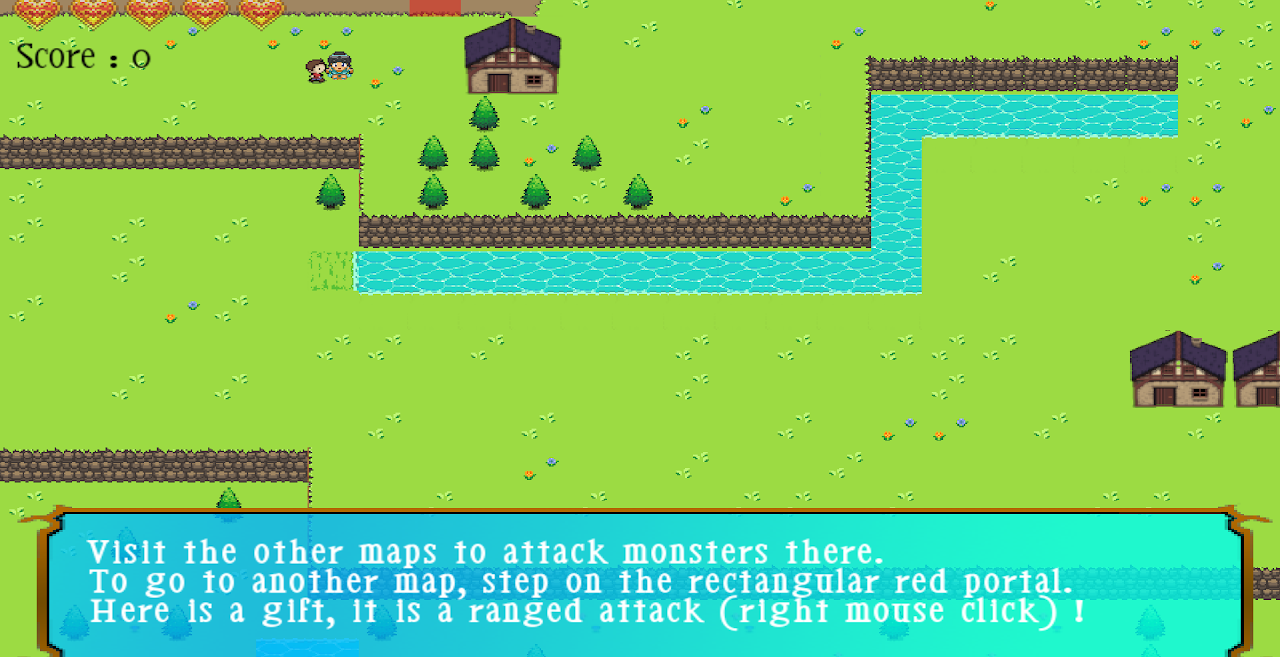 Score : 0
Visit the other maps to attack monsters there.
To go to another map, step on the rectangular red portal.
Here is a gift, it is a ranged attack (right mouse click) !